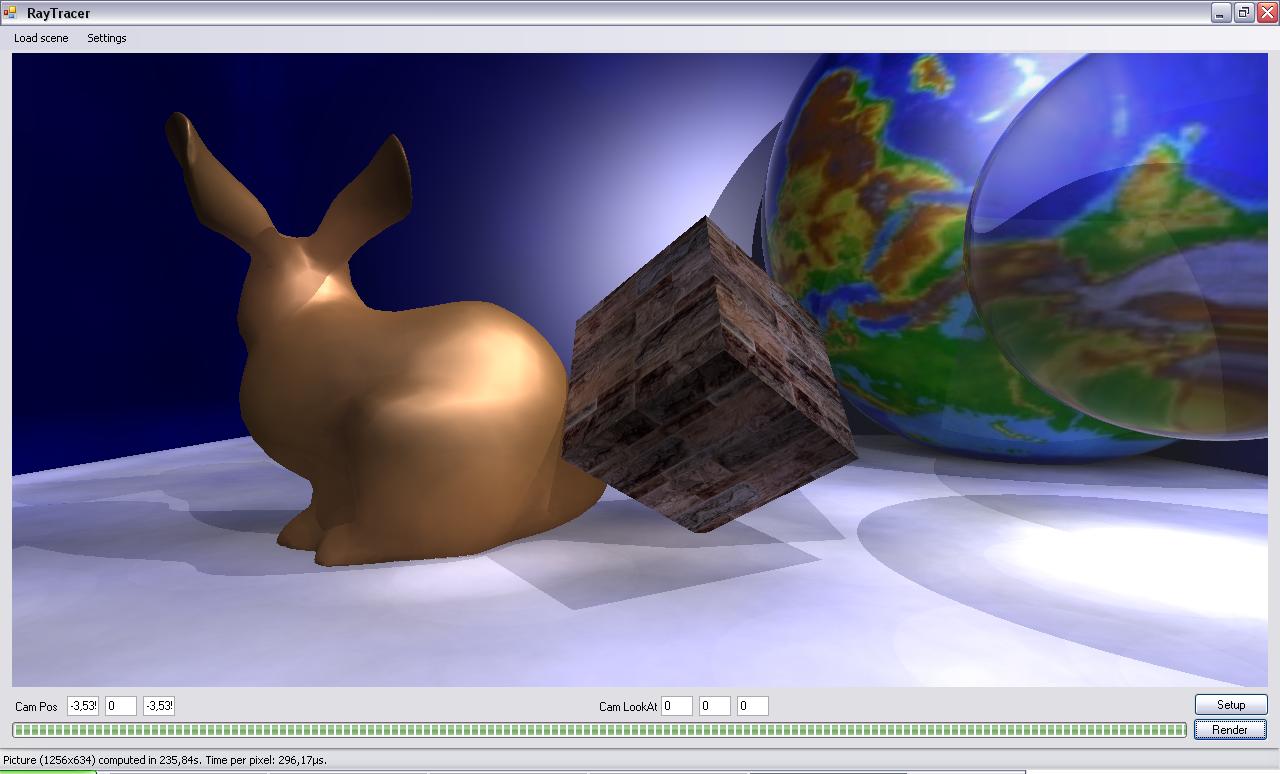 RayTracer
Load scene Settings
Cam Pos -3,53 0 -3,53 Cam LookAt 0 0 0 Setup
Render
Picture (1256x634) computed in 235,84s. Time per pixel: 296,17µs.